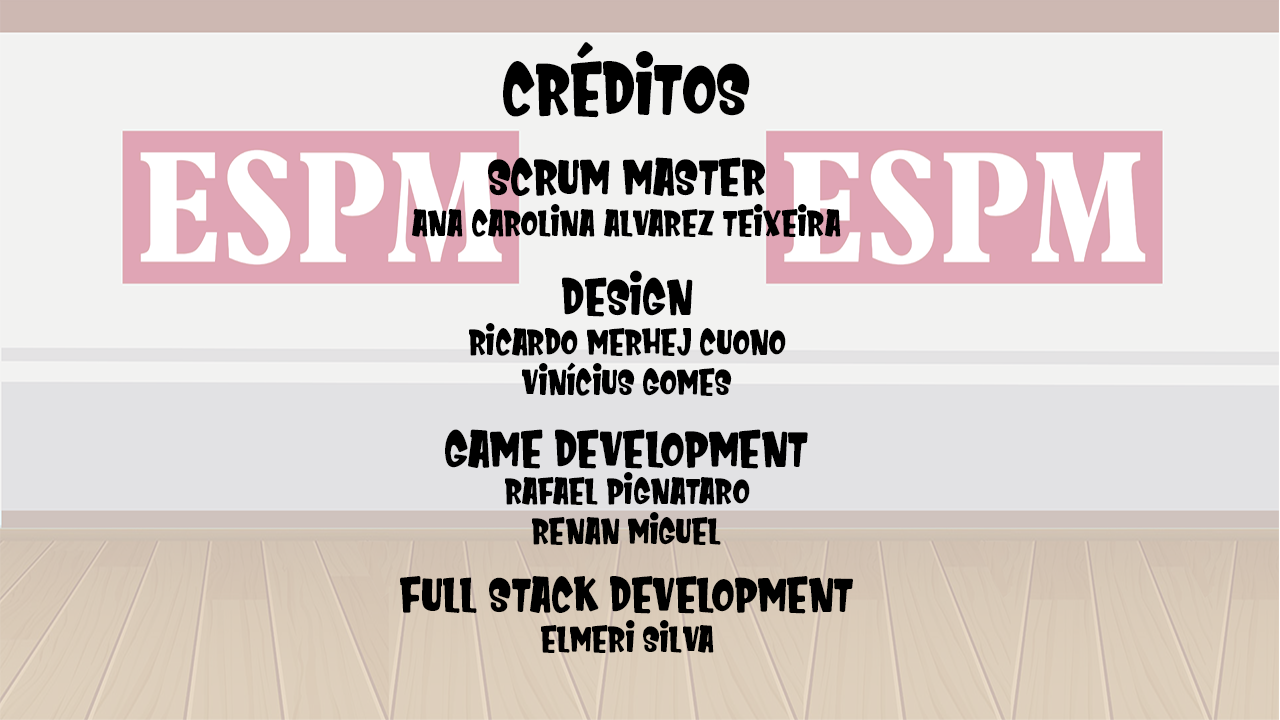 CRÉDITOS
ESPM
ESPM
SCRUM MASTER
ANA CAROLINA ALVAREZ TEIXEIRA
DESIGN
RICARDO MERHEJ CUONO
VINÍCIUS GOMES
GAME DEVELOPMENT
RAFAEL PIGNATARO
RENAN MIGUEL
FULL STACK DEVELOPMENT
ELMERI SILVA